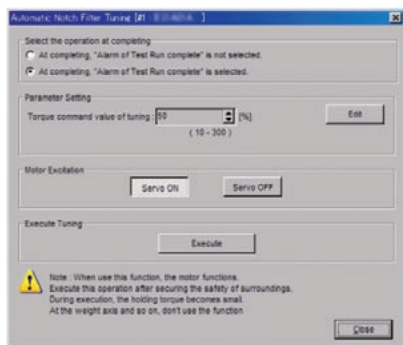 Automatic Notch Filter Tuning [#1 : ]
Select the operation at completing
At completing, "Alarm of Test Run complete" is not selected.
At completing, "Alarm of Test Run complete" is selected.
Parameter Setting
Torque command value of tuning : 50 [%] Edit
( 10 - 300 )
Motor Excitation
Servo ON Servo OFF
Execute Tuning
Execute
Note : When use this function, the motor functions.
Execute this operation after securing the safety of surroundings.
During execution, the holding torque becomes small.
At the weight axis and so on, don't use the function
Close